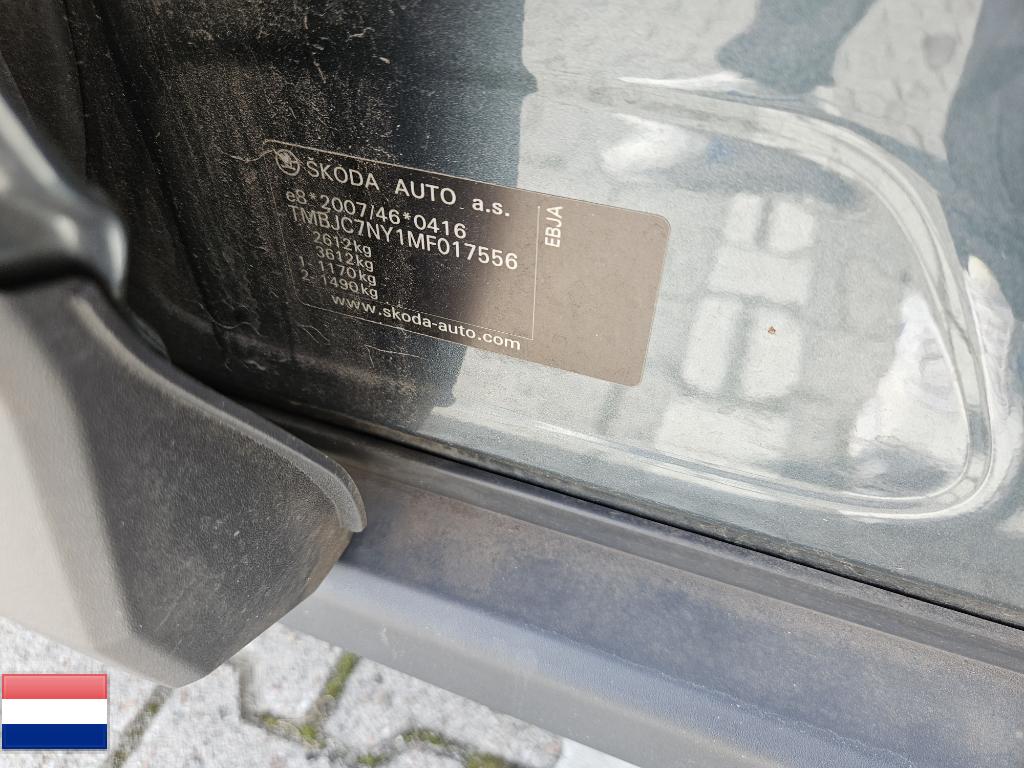 ŠKODA AUTO a.s.
e8*2007/46*0416
TMBJC7NY1MF017556
2612kg
3612kg
1. 1170kg
2. 1490kg
www.skoda-auto.com
EBJA